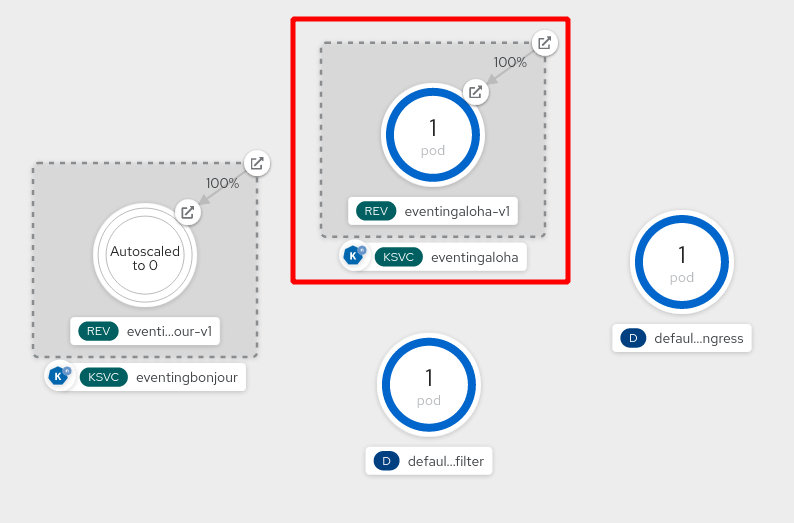 100%
1
pod
REV eventingaloha-v1
K KSVC eventingaloha
100%
Autoscaled
to 0
REV eventi...our-v1
K KSVC eventingbonjour
1
pod
D defaul...ngress
1
pod
D defaul...filter